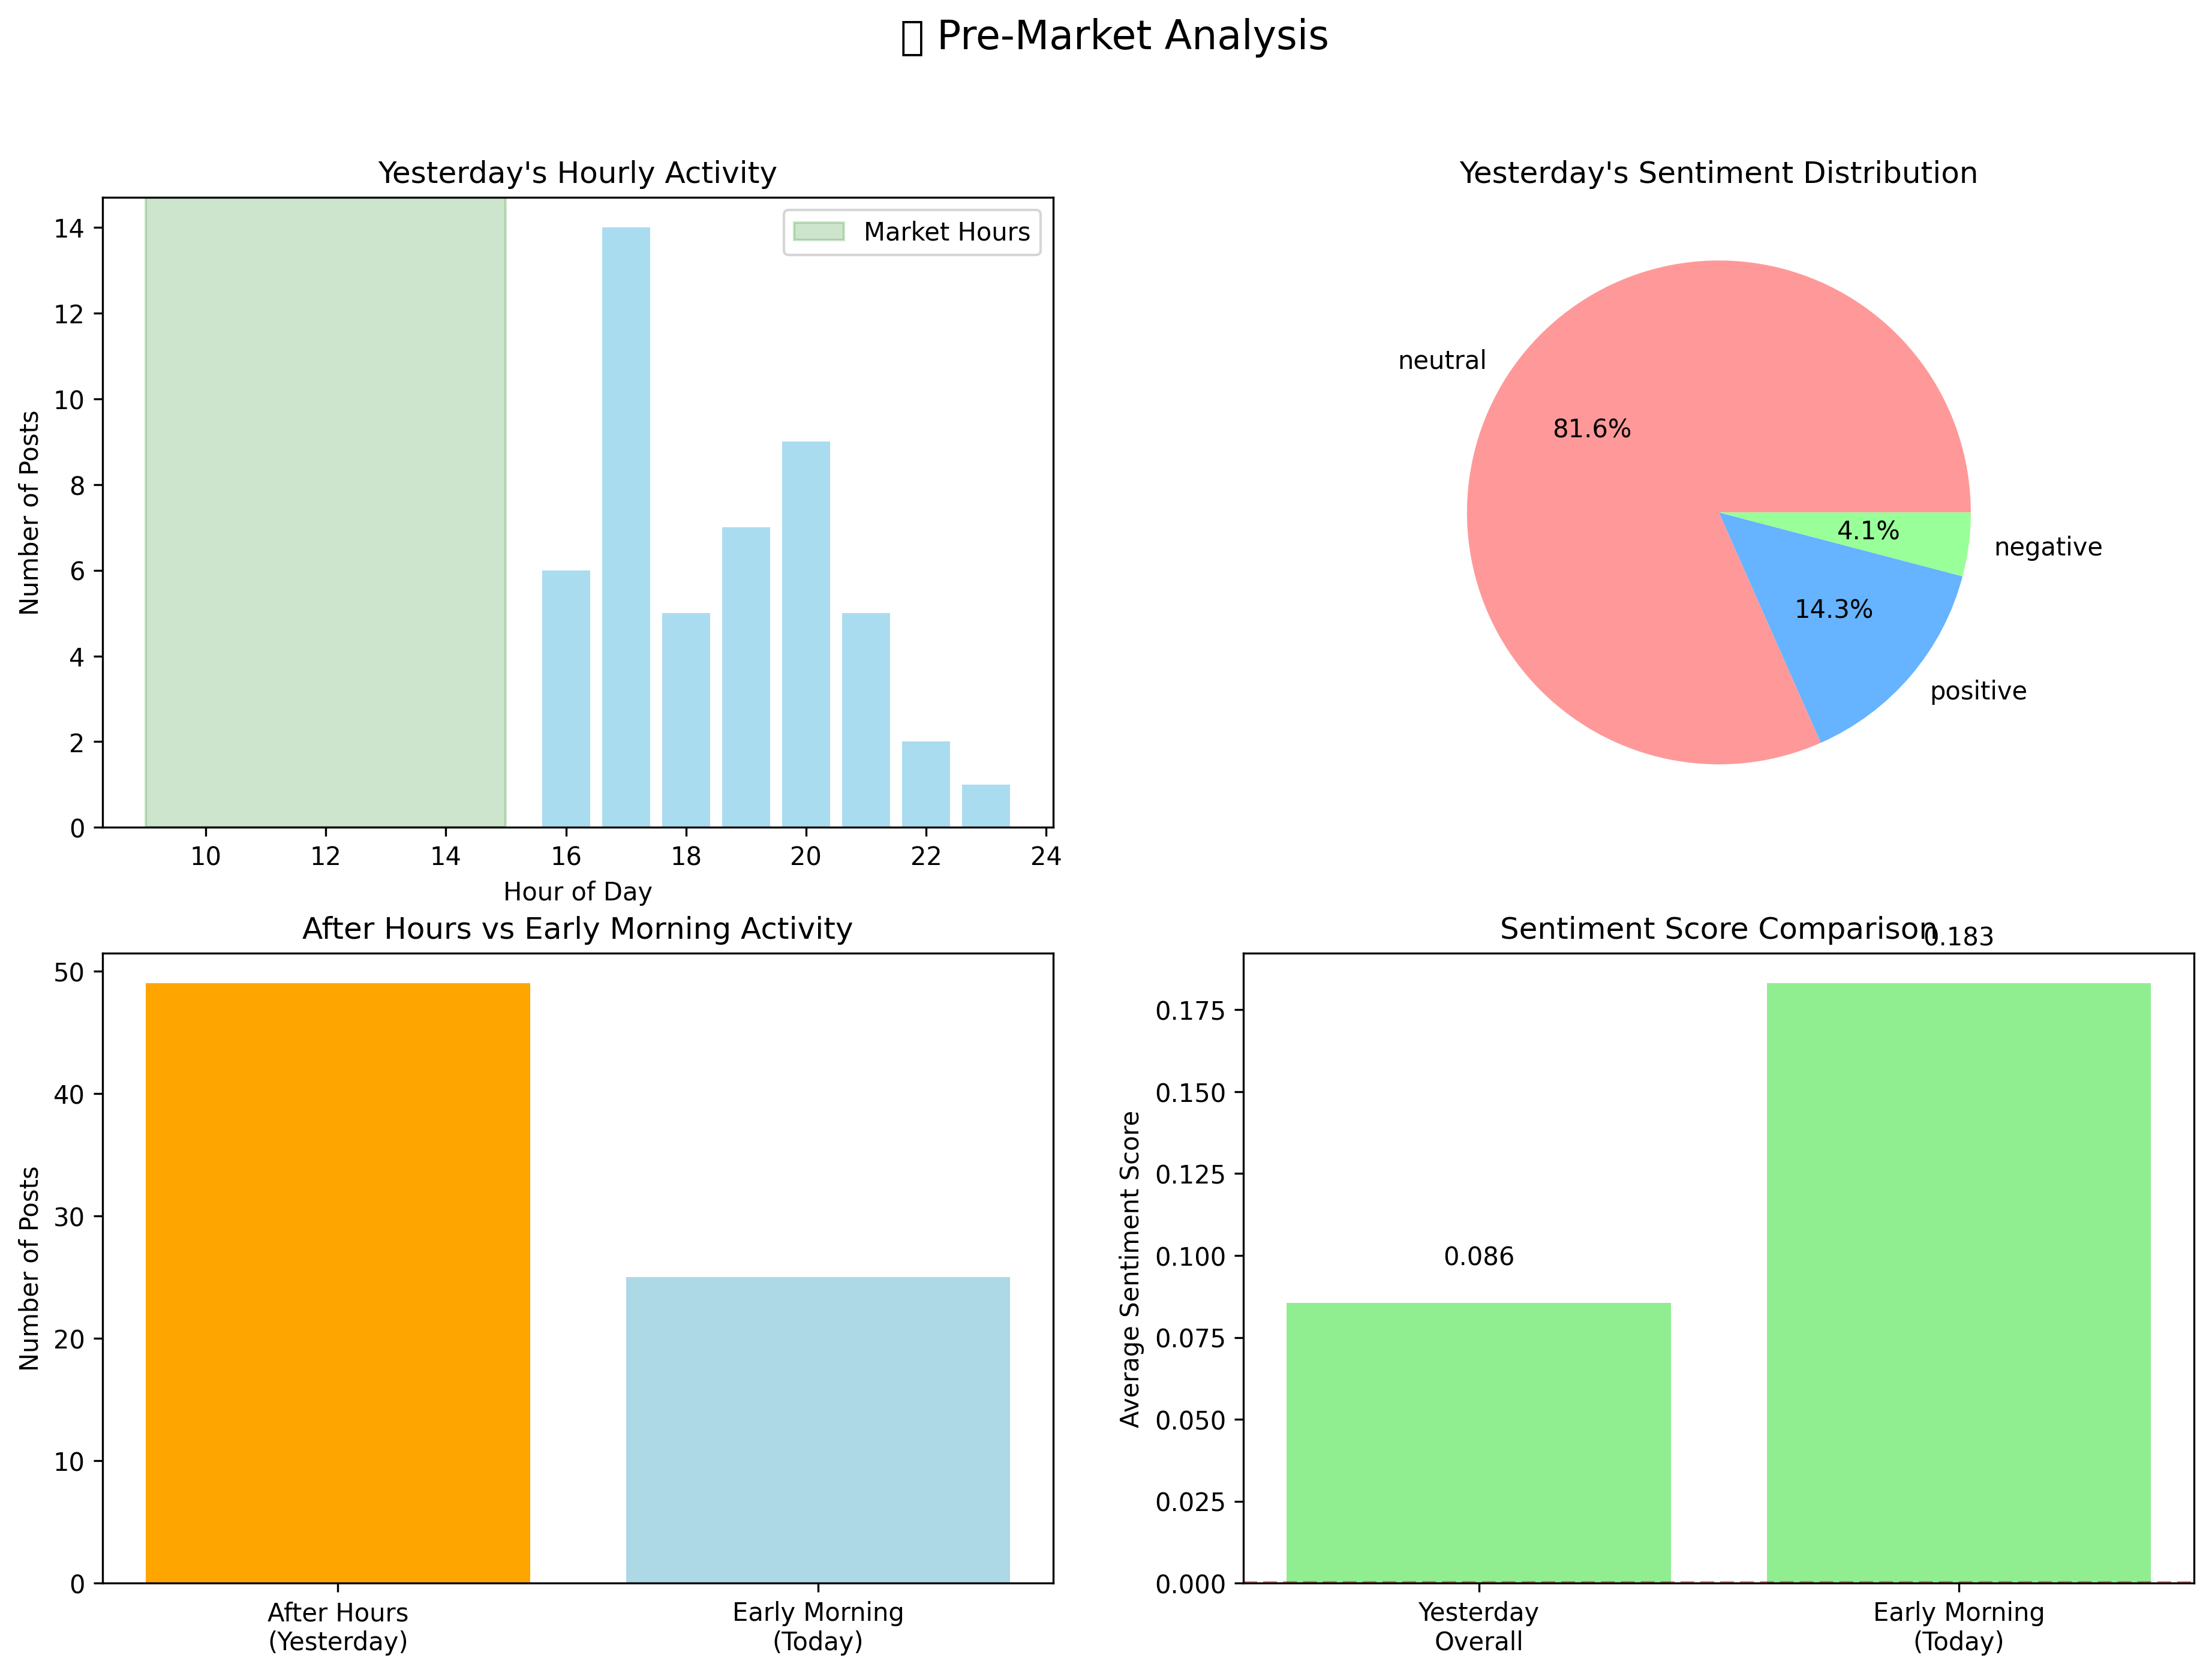 Pre-Market Analysis
Yesterday's Hourly Activity
Market Hours
Number of Posts
14
12
10
8
6
4
2
0
10 12 14 16 18 20 22 24
Hour of Day
Yesterday's Sentiment Distribution
neutral
81.6%
4.1%
negative
14.3%
positive
After Hours vs Early Morning Activity
Number of Posts
50
40
30
20
10
0
After Hours
(Yesterday)
Early Morning
(Today)
Sentiment Score Comparison
0.183
Average Sentiment Score
0.175
0.150
0.125
0.100
0.075
0.050
0.025
0.000
0.086
Yesterday
Overall
Early Morning
(Today)